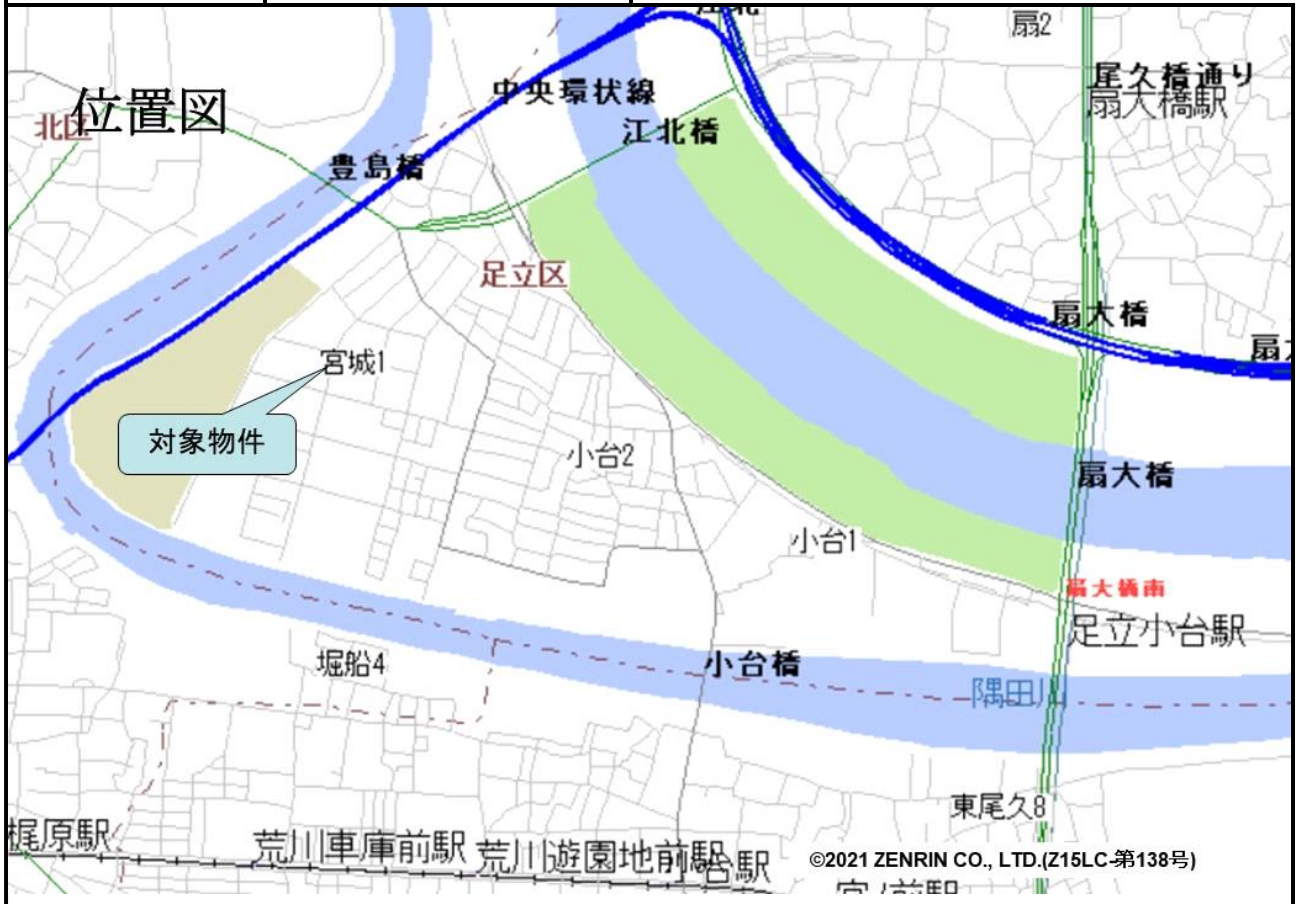 扇2
位置図
尾久橋通り
扇大橋駅
中央環状線
北区
江北橋
豊島橋
足立区
扇大橋
宮城1
対象物件
小台2
扇大橋
小台1
扇大橋南
足立小台駅
堀船4
小台橋
隅田川
東尾久8
梶原駅
荒川車庫前駅
荒川遊園地前駅
小台駅
©2021 ZENRIN CO., LTD.(Z15LC-第138号)